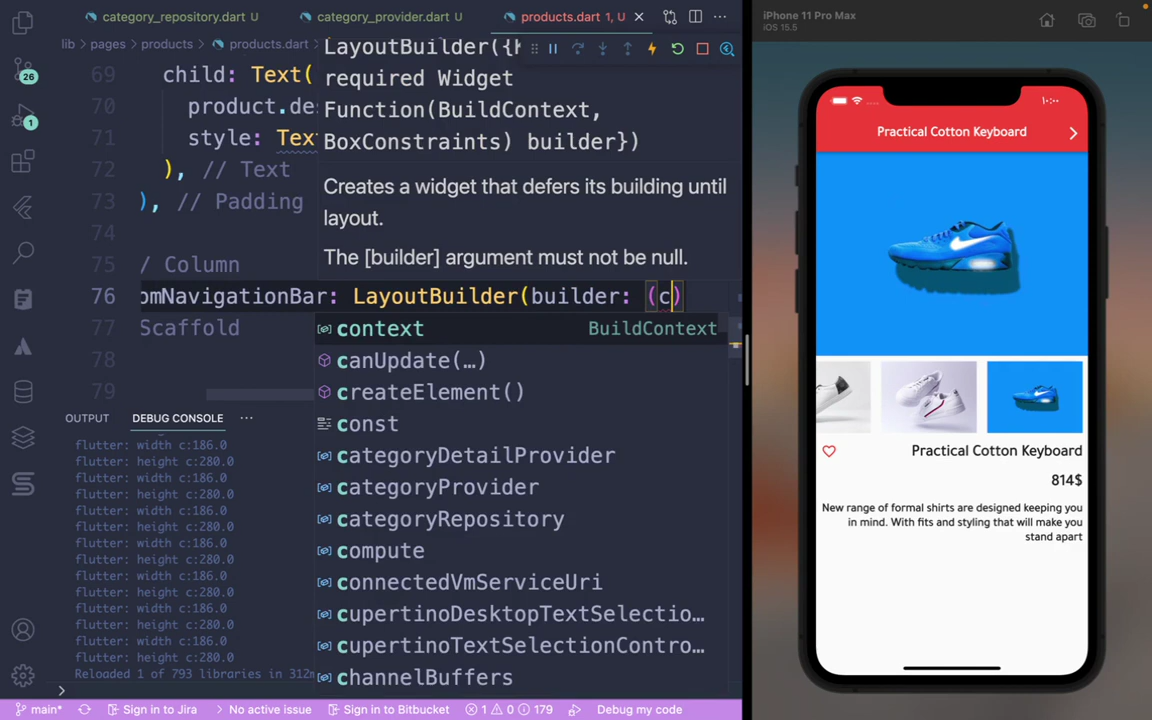 category_repository.dart U
category_provider.dart U
products.dart 1, U
lib > pages > products > products.dart
LayoutBuilder({
required Widget
Function(BuildContext,
BoxConstraints) builder})
Creates a widget that defers its building until
layout.
The [builder] argument must not be null.
69 child: Text(
70 product.des
71 style: Text
72 ), // Text
73 ), // Padding
74
75 / Column
76 omNavigationBar: LayoutBuilder(builder: (c)
77 Scaffold
78
79
context BuildContext
canUpdate(…)
createElement()
const
categoryDetailProvider
categoryProvider
categoryRepository
compute
connectedVmServiceUri
cupertinoDesktopTextSelectio…
cupertinoTextSelectionContro…
channelBuffers
26
1
OUTPUT DEBUG CONSOLE ...
flutter: width c:186.0
flutter: height c:280.0
flutter: width c:186.0
flutter: height c:280.0
flutter: width c:186.0
flutter: height c:280.0
flutter: width c:186.0
flutter: height c:280.0
flutter: width c:186.0
flutter: height c:280.0
flutter: width c:186.0
flutter: height c:280.0
flutter: width c:186.0
flutter: height c:280.0
Reloaded 1 of 793 libraries in 312m
>
main* Sign in to Jira No active issue Sign in to Bitbucket 1 0 179 Debug my code
iPhone 11 Pro Max
iOS 15.5
١٠:٠٠
Practical Cotton Keyboard
Practical Cotton Keyboard
814$
New range of formal shirts are designed keeping you
in mind. With fits and styling that will make you
stand apart